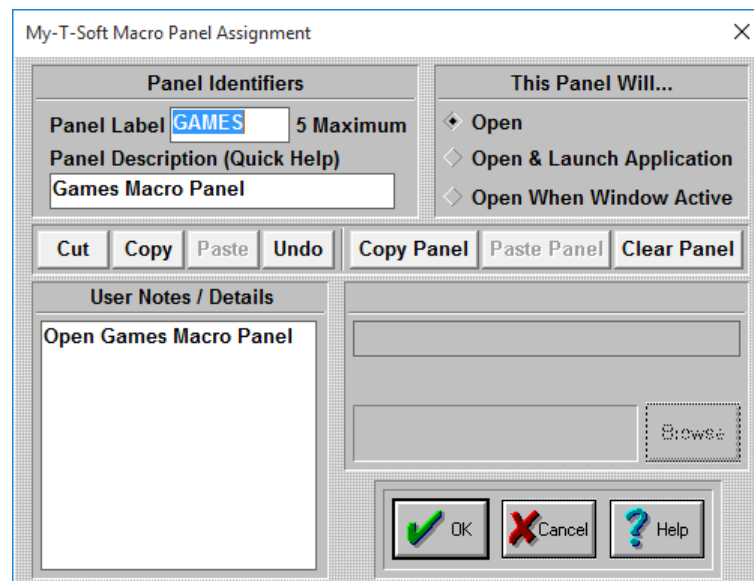 My-T-Soft Macro Panel Assignment
Panel Identifiers
Panel Label GAMES 5 Maximum
Panel Description (Quick Help)
Games Macro Panel
This Panel Will...
Open
Open & Launch Application
Open When Window Active
Cut Copy Paste Undo Copy Panel Paste Panel Clear Panel
User Notes / Details
Open Games Macro Panel
Browse
OK Cancel Help